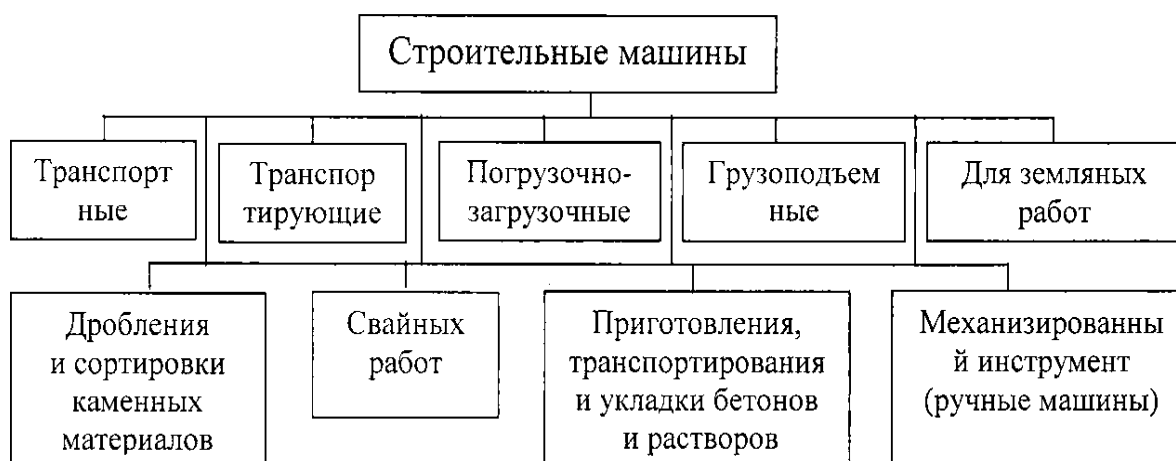 Строительные машины
Транспорт
ные
Транспор
тирующие
Погрузочно-
загрузочные
Грузоподъем
ные
Для земляных
работ
Дробления
и сортировки
каменных
материалов
Свайных
работ
Приготовления,
транспортирования
и укладки бетонов
и растворов
Механизированны
й инструмент
(ручные машины)